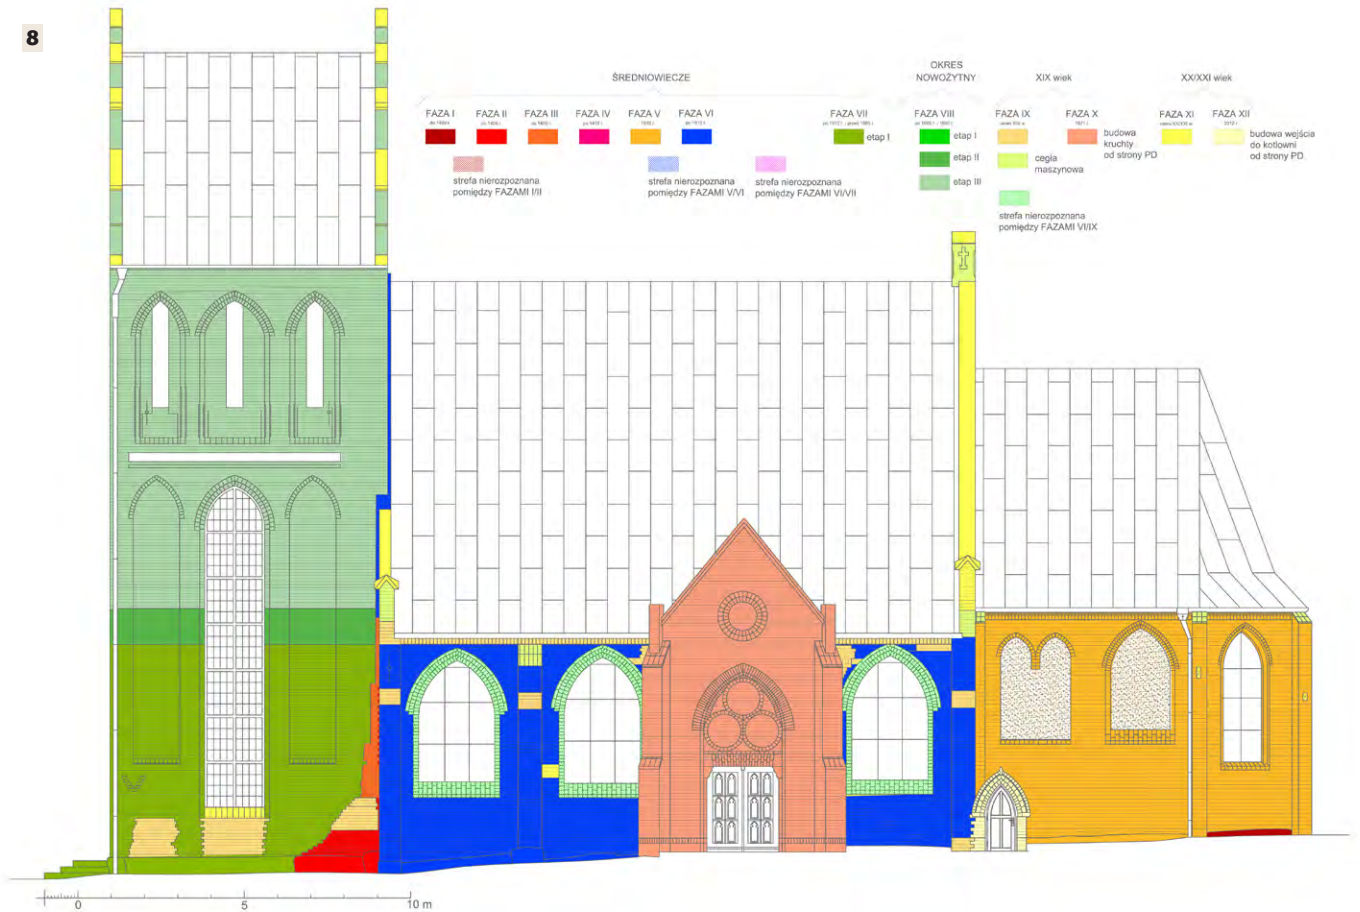 8
ŚREDNIOWIECZE
OKRES
NOWOŻYTNY
XIX wiek
XX/XXI wiek
FAZA I
FAZA II
FAZA III
FAZA IV
FAZA V
FAZA VI
FAZA VII
FAZA VIII
FAZA IX
FAZA X
FAZA XI
FAZA XII
etap I
etap I
etap II
etap III
cegła
maszynowa
budowa
kruchty
od strony PD
budowa wejścia
do kotłowni
od strony PD
strefa nierozpoznana
pomiędzy FAZAMI I/II
strefa nierozpoznana
pomiędzy FAZAMI V/VI
strefa nierozpoznana
pomiędzy FAZAMI VI/VII
strefa nierozpoznana
pomiędzy FAZAMI VI/IX
0 5 10 m